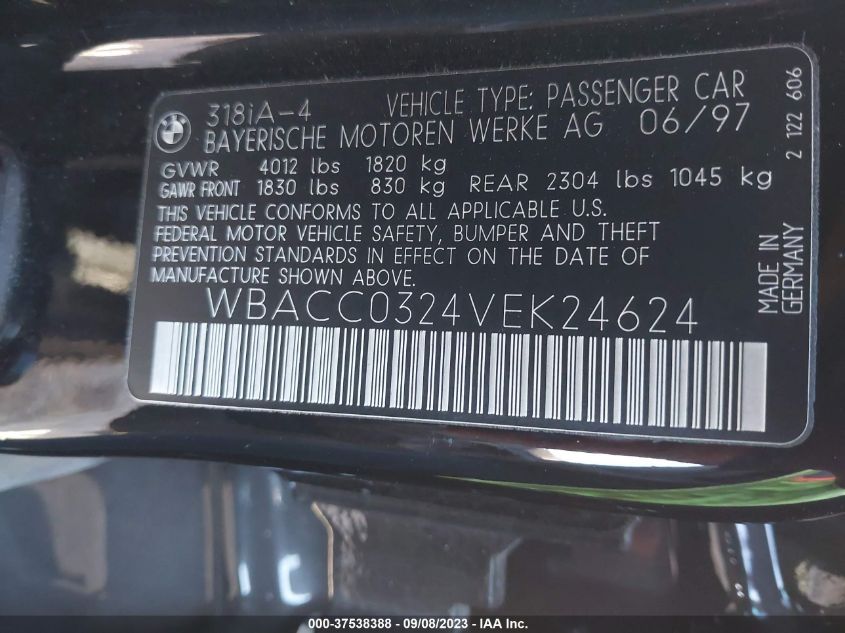 318iA-4 VEHICLE TYPE: PASSENGER CAR
BAYERISCHE MOTOREN WERKE AG 06/97
GVWR 4012 lbs 1820 kg
GAWR FRONT 1830 lbs 830 kg REAR 2304 lbs 1045 kg
THIS VEHICLE CONFORMS TO ALL APPLICABLE U.S.
FEDERAL MOTOR VEHICLE SAFETY, BUMPER AND THEFT
PREVENTION STANDARDS IN EFFECT ON THE DATE OF
MANUFACTURE SHOWN ABOVE.
WBACC0324VEK24624
MADE IN
GERMANY
2 122 606
000-37538388 - 09/08/2023 - IAA Inc.